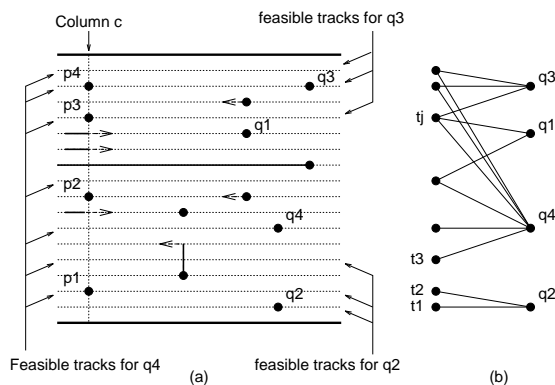 Column c
feasible tracks for q3
p4
q3
p3
q1
tj
q1
q3
p2
q4
q4
t3
p1
q2
t2
t1
q2
Feasible tracks for q4
(a)
feasible tracks for q2
(b)